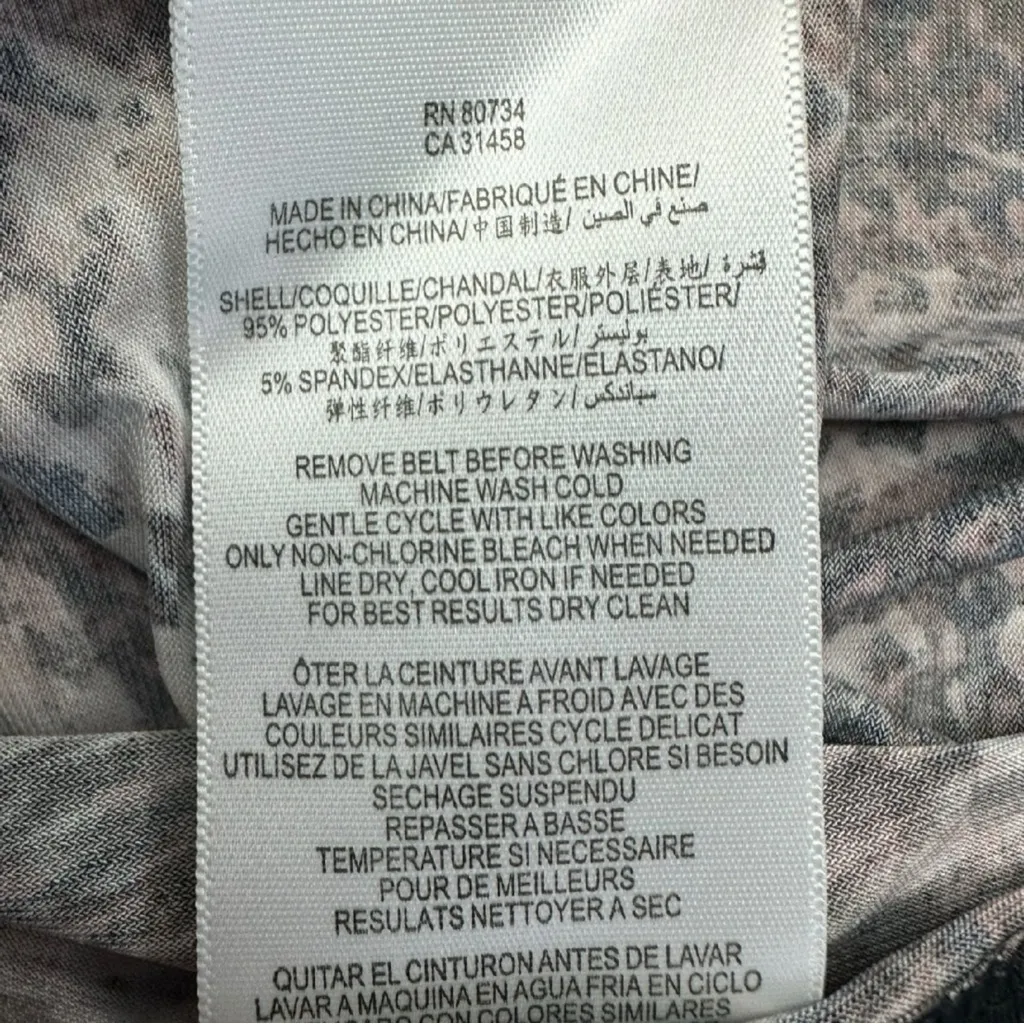 RN 80734
CA 31458
MADE IN CHINA/FABRIQUÉ EN CHINE/
HECHO EN CHINA/中国制造/ صنع في الصين
SHELL/COQUILLE/CHANDAL/衣服外层/表地/ قشرة
95% POLYESTER/POLYESTER/POLIÉSTER/
聚酯纤维/ポリエステル/ بوليستر
5% SPANDEX/ELASTHANNE/ELASTANO/
弹性纤维/ポリウレタン/ سباندكس
REMOVE BELT BEFORE WASHING
MACHINE WASH COLD
GENTLE CYCLE WITH LIKE COLORS
ONLY NON-CHLORINE BLEACH WHEN NEEDED
LINE DRY, COOL IRON IF NEEDED
FOR BEST RESULTS DRY CLEAN
ÔTER LA CEINTURE AVANT LAVAGE
LAVAGE EN MACHINE A FROID AVEC DES
COULEURS SIMILAIRES CYCLE DELICAT
UTILISEZ DE LA JAVEL SANS CHLORE SI BESOIN
SECHAGE SUSPENDU
REPASSER A BASSE
TEMPERATURE SI NECESSAIRE
POUR DE MEILLEURS
RESULATS NETTOYER A SEC
QUITAR EL CINTURON ANTES DE LAVAR
LAVAR A MAQUINA EN AGUA FRIA EN CICLO
CON COLORES SIMILARES